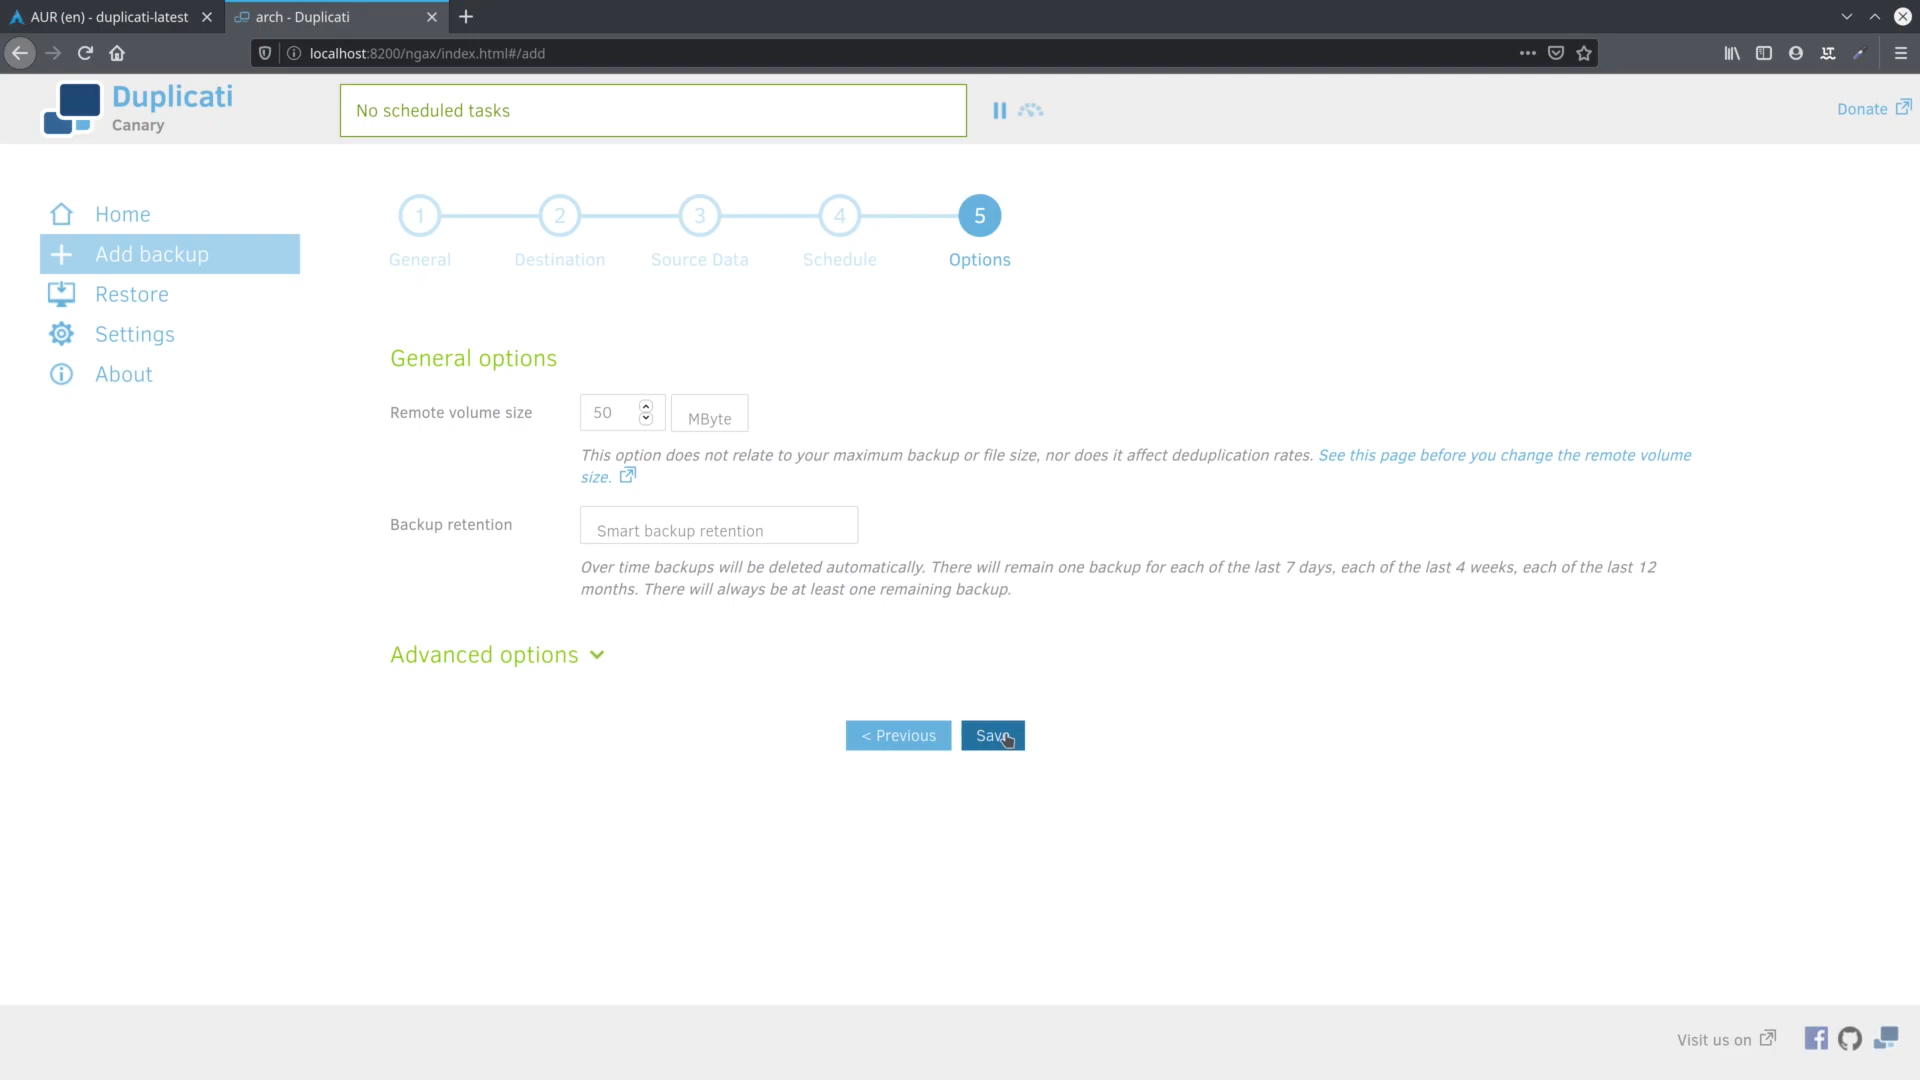 AUR (en) - duplicati-latest
arch - Duplicati
localhost:8200/ngax/index.html#/add
Duplicati
Canary
No scheduled tasks
Donate
Home
Add backup
Restore
Settings
About
1
2
3
4
5
General
Destination
Source Data
Schedule
Options
General options
Remote volume size
50
MByte
This option does not relate to your maximum backup or file size, nor does it affect deduplication rates. See this page before you change the remote volume
size.
Backup retention
Smart backup retention
Over time backups will be deleted automatically. There will remain one backup for each of the last 7 days, each of the last 4 weeks, each of the last 12
months. There will always be at least one remaining backup.
Advanced options
< Previous
Save
Visit us on